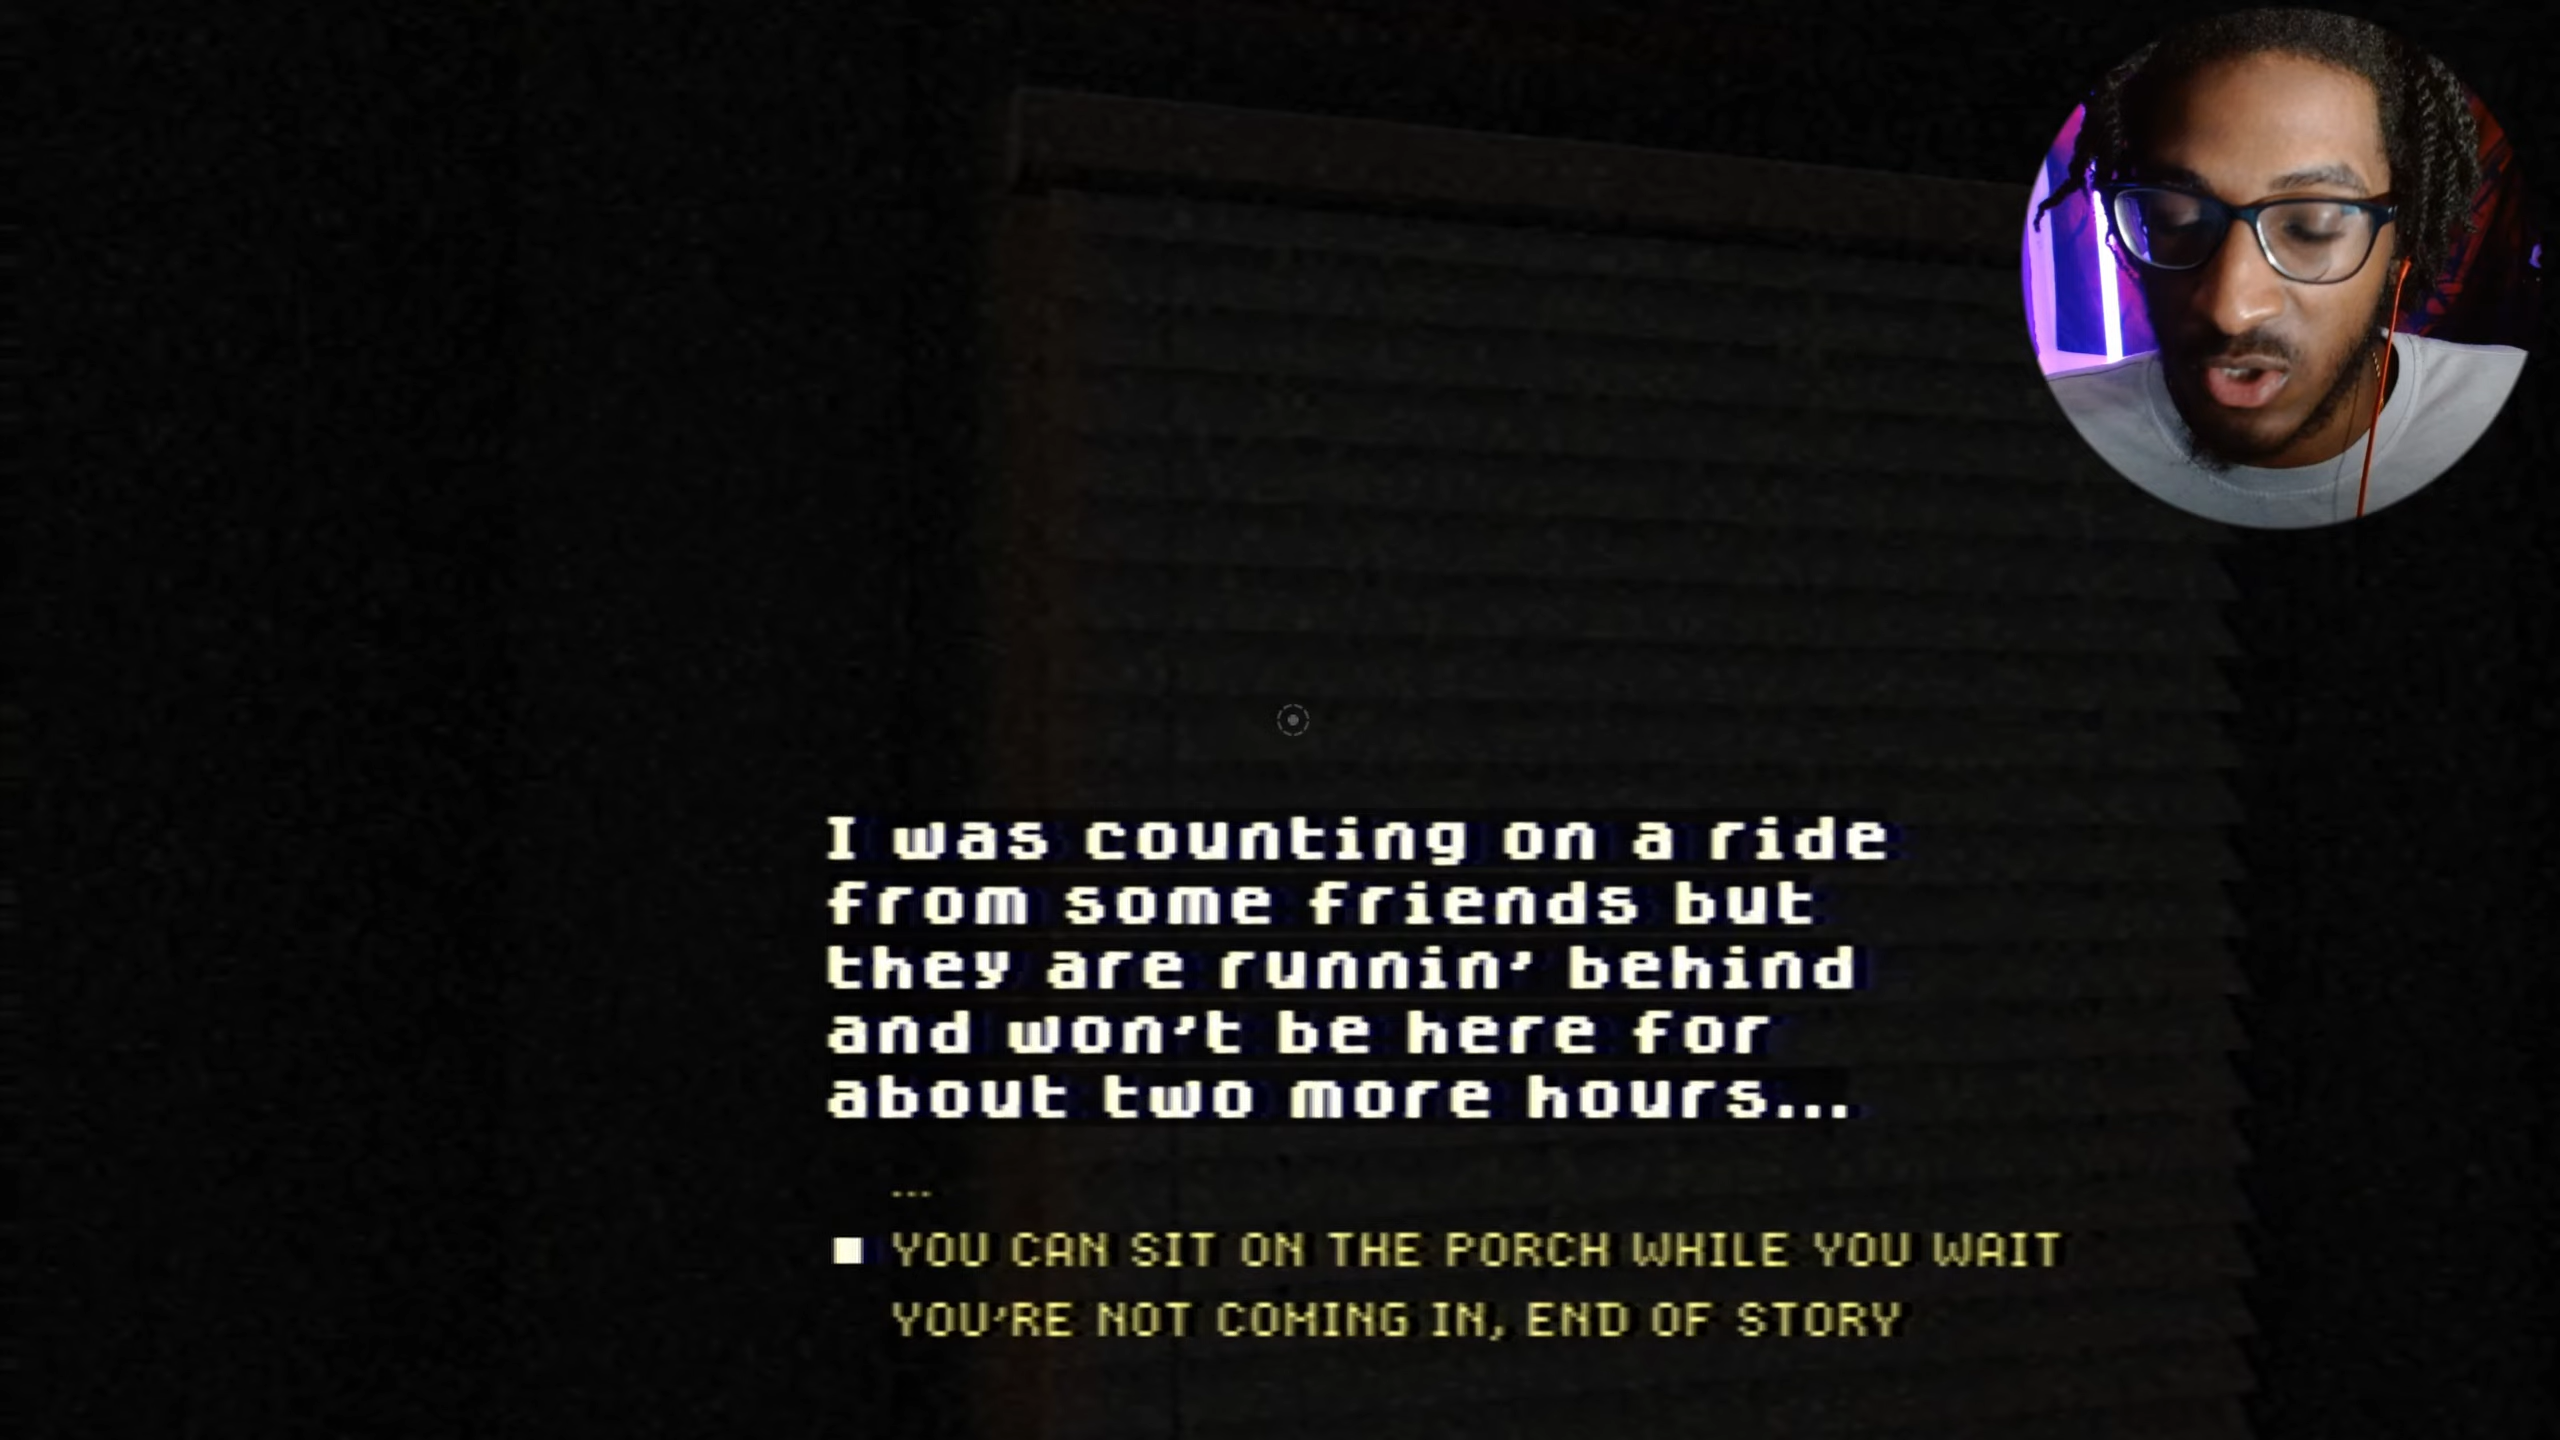 I was counting on a ride
from some friends but
they are runnin' behind
and won't be here for
about two more hours...
...
YOU CAN SIT ON THE PORCH WHILE YOU WAIT
YOU'RE NOT COMING IN, END OF STORY